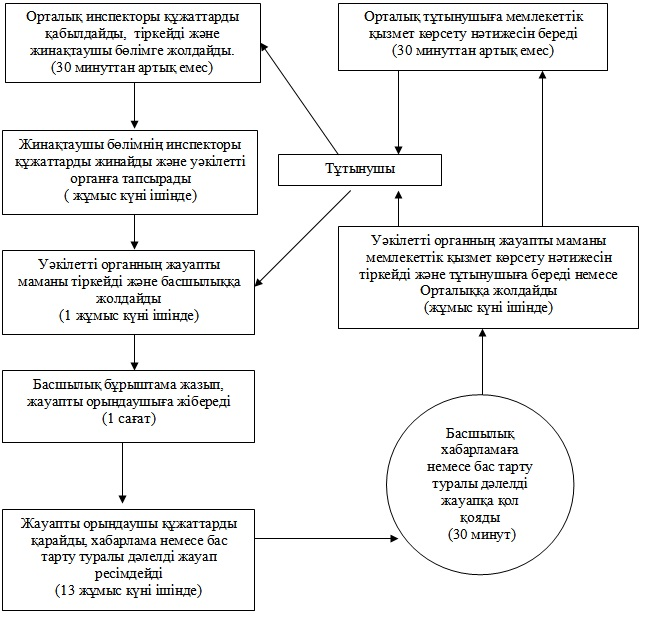 Орталық инспекторы құжаттарды
қабылдайды,  тіркейді және
жинақтаушы бөлімге жолдайды.
(30 минуттан артық емес)
Орталық тұтынушыға мемлекеттік
қызмет көрсету нәтижесін береді
(30 минуттан артық емес)
Жинақтаушы бөлімнің инспекторы
құжаттарды жинайды және уәкілетті
органға тапсырады
( жұмыс күні ішінде)
Тұтынушы
Уәкілетті органның жауапты
маманы тіркейді және басшылыққа
жолдайды
(1 жұмыс күні ішінде)
Уәкілетті органның жауапты маманы
мемлекеттік қызмет көрсету нәтижесін
тіркейді және тұтынушыға береді немесе
Орталыққа жолдайды
(жұмыс күні ішінде)
Басшылық бұрыштама жазып,
жауапты орындаушыға жібереді
(1 сағат)
Басшылық
хабарламаға
немесе бас тарту
туралы дәлелді
жауапқа қол
қояды
(30 минут)
Жауапты орындаушы құжаттарды
қарайды, хабарлама немесе бас
тарту туралы дәлелді жауап
ресімдейді
(13 жұмыс күні ішінде)